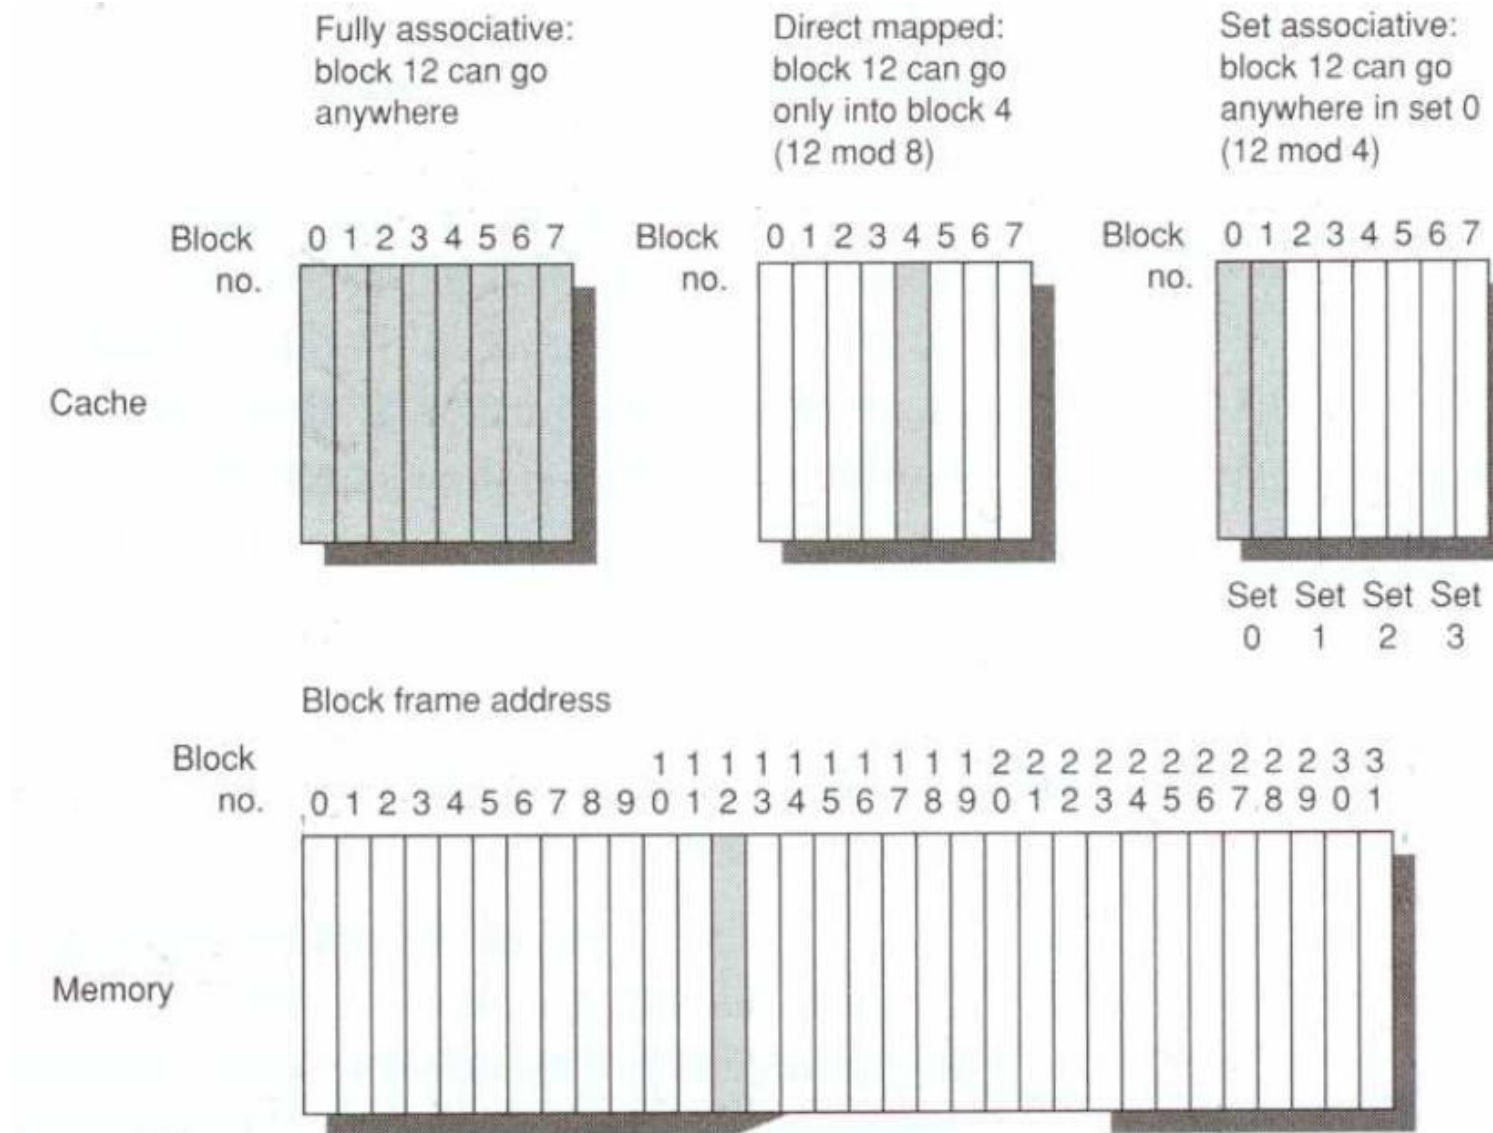 Fully associative:
block 12 can go
anywhere
Direct mapped:
block 12 can go
only into block 4
(12 mod 8)
Set associative:
block 12 can go
anywhere in set 0
(12 mod 4)
Block 0 1 2 3 4 5 6 7
no.
Block 0 1 2 3 4 5 6 7
no.
Block 0 1 2 3 4 5 6 7
no.
Cache
Set Set Set Set
0 1 2 3
Block frame address
Block 1 1 1 1 1 1 1 1 1 1 2 2 2 2 2 2 2 2 2 2 3 3
no. 0 1 2 3 4 5 6 7 8 9 0 1 2 3 4 5 6 7 8 9 0 1 2 3 4 5 6 7 8 9 0 1
Memory